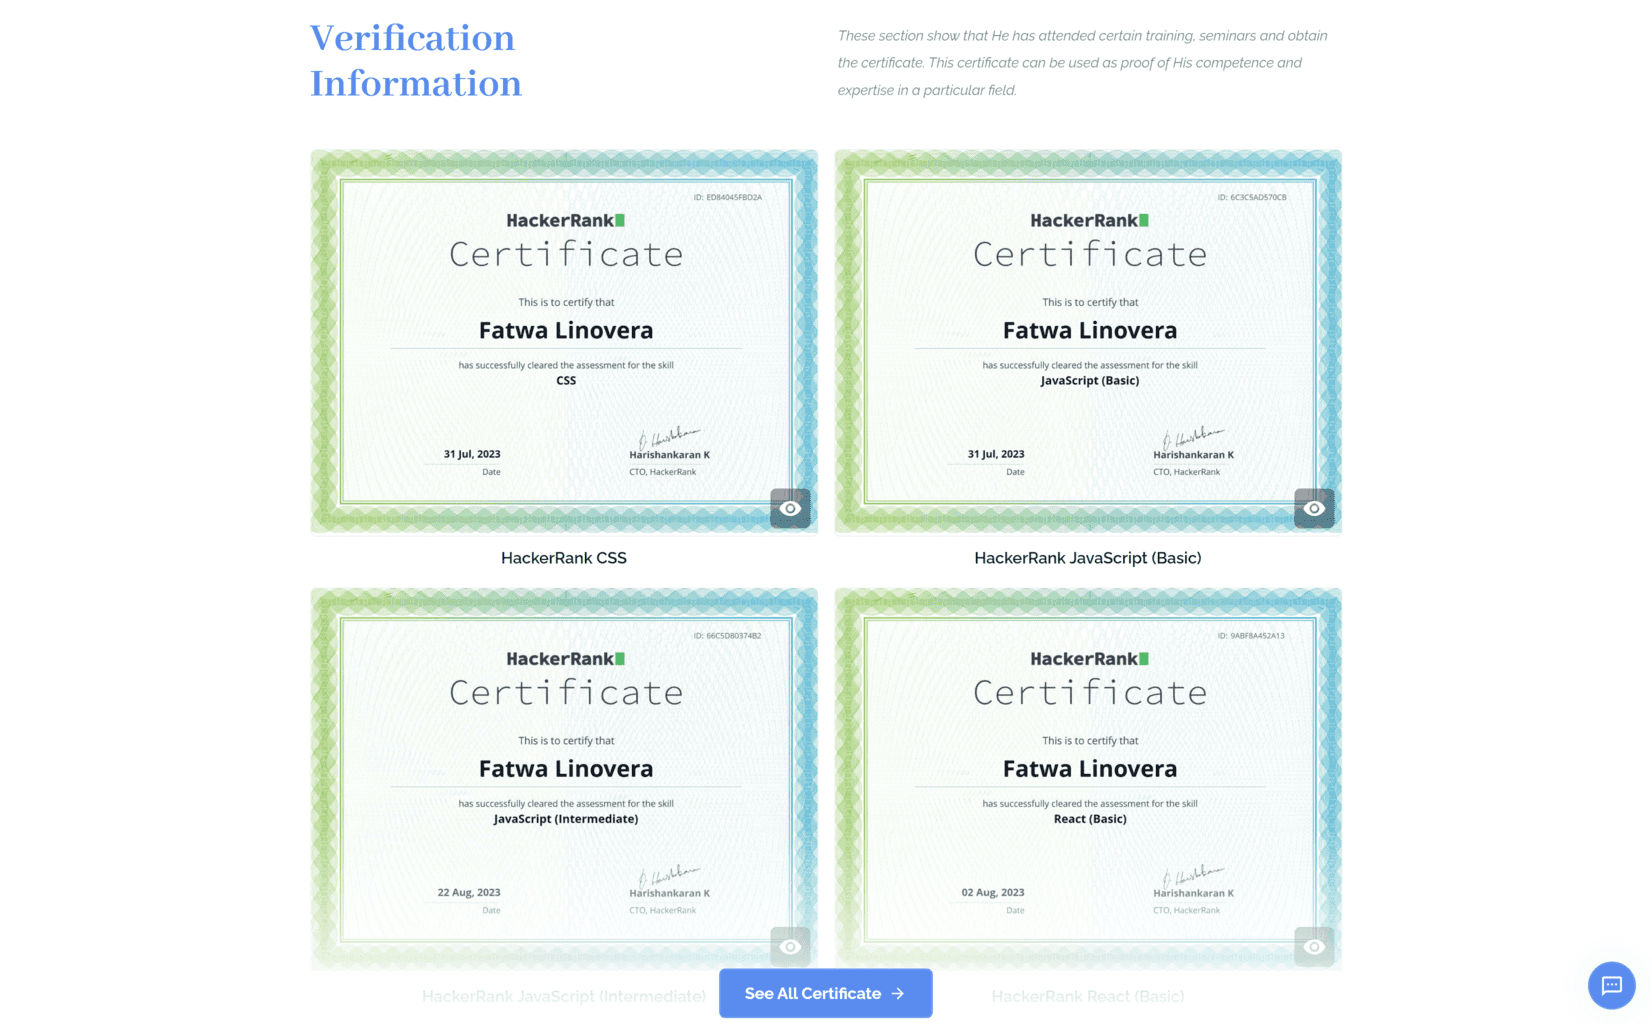 Verification
Information
These section show that He has attended certain training, seminars and obtain
the certificate. This certificate can be used as proof of His competence and
expertise in a particular field.
ID: ED84045FBD2A
HackerRank
Certificate
This is to certify that
Fatwa Linovera
has successfully cleared the assessment for the skill
CSS
31 Jul, 2023
Date
Harishankaran K
CTO, HackerRank
HackerRank CSS
ID: 6C3C5AD570CB
HackerRank
Certificate
This is to certify that
Fatwa Linovera
has successfully cleared the assessment for the skill
JavaScript (Basic)
31 Jul, 2023
Date
Harishankaran K
CTO, HackerRank
HackerRank JavaScript (Basic)
ID: 66C5D80374B2
HackerRank
Certificate
This is to certify that
Fatwa Linovera
has successfully cleared the assessment for the skill
JavaScript (Intermediate)
22 Aug, 2023
Date
Harishankaran K
CTO, HackerRank
HackerRank JavaScript (Intermediate)
ID: 9ABF8A452A13
HackerRank
Certificate
This is to certify that
Fatwa Linovera
has successfully cleared the assessment for the skill
React (Basic)
02 Aug, 2023
Date
Harishankaran K
CTO, HackerRank
HackerRank React (Basic)
See All Certificate →